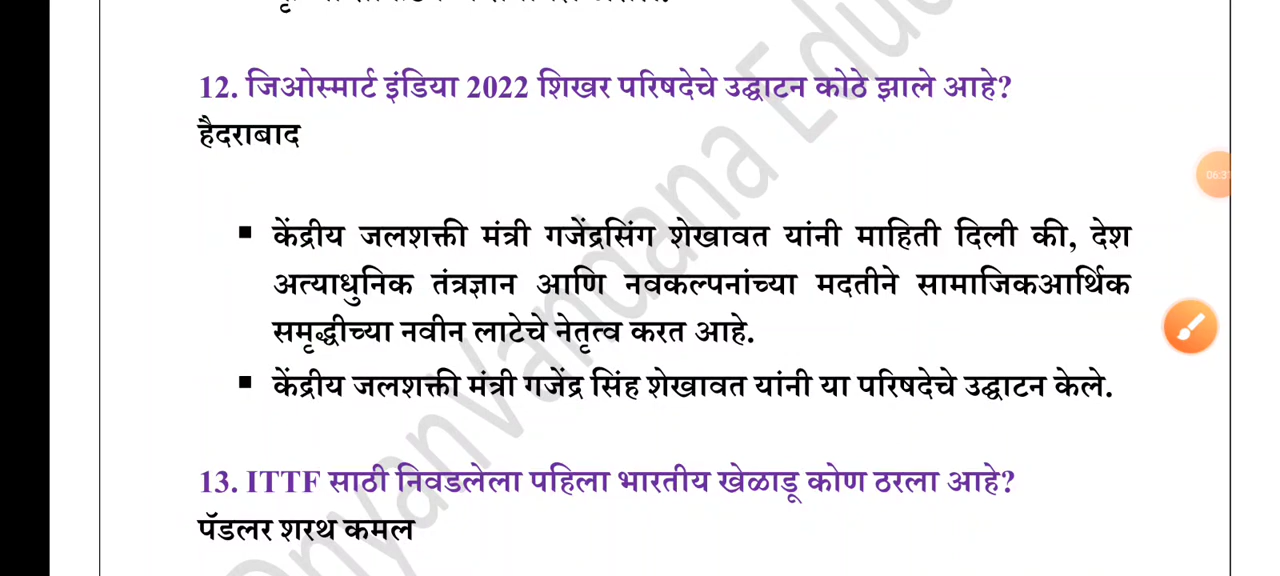 12. जिओस्मार्ट इंडिया 2022 शिखर परिषदेचे उद्घाटन कोठे झाले आहे?
हैदराबाद
▪ केंद्रीय जलशक्ती मंत्री गजेंद्रसिंग शेखावत यांनी माहिती दिली की, देश
अत्याधुनिक तंत्रज्ञान आणि नवकल्पनांच्या मदतीने सामाजिकआर्थिक
समृद्धीच्या नवीन लाटेचे नेतृत्व करत आहे.
▪ केंद्रीय जलशक्ती मंत्री गजेंद्र सिंह शेखावत यांनी या परिषदेचे उद्घाटन केले.
13. ITTF साठी निवडलेला पहिला भारतीय खेळाडू कोण ठरला आहे?
पॅडलर शरथ कमल
06:31